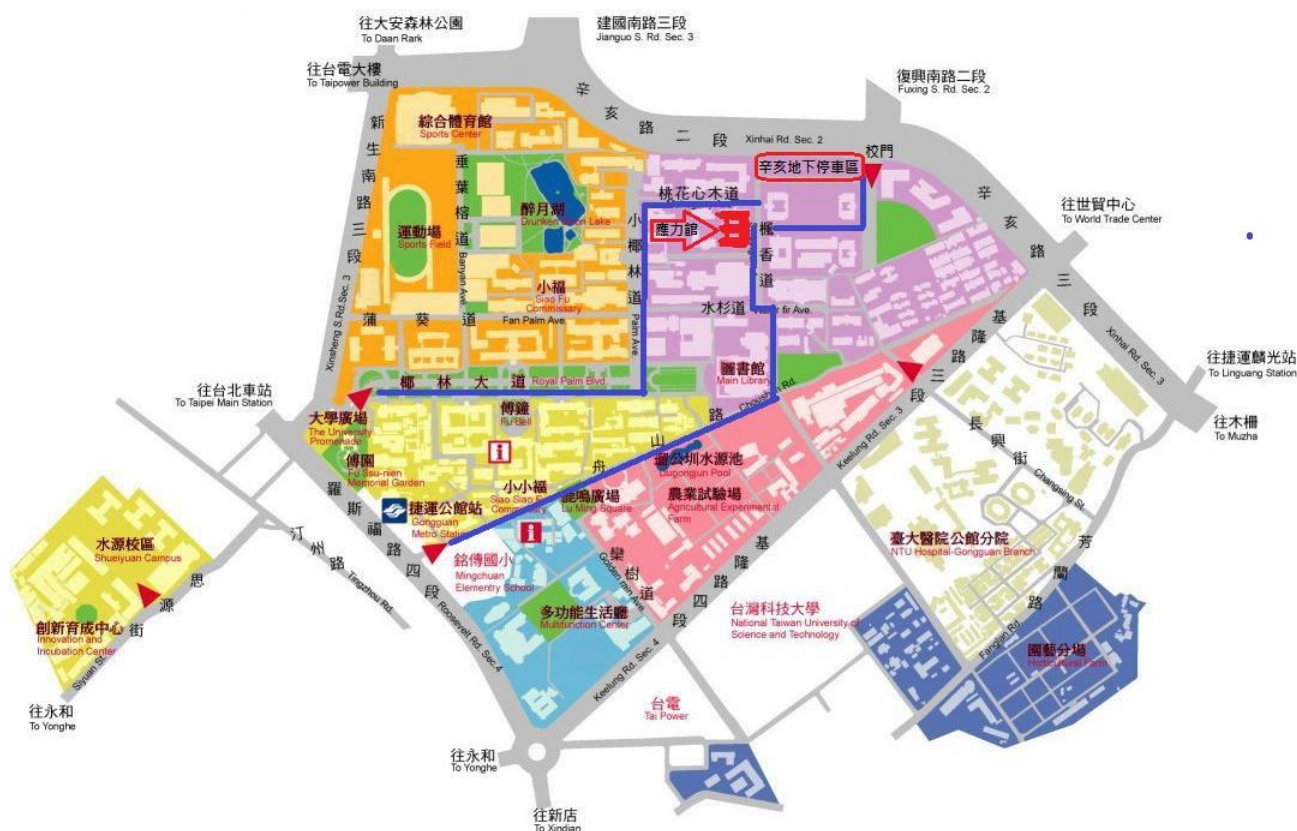 往大安森林公園
To Daan Rark
建國南路三段
Jianguo S. Rd. Sec. 3
往台電大樓
To Taipower Building
復興南路二段
Fuxing S. Rd. Sec. 2
辛亥路二段
Xinhai Rd. Sec. 2
校門
辛亥地下停車區
綜合體育館
Sports Center
新生南路三段
Xinsheng S.Rd.Sec. 3
垂葉榕道
Banyan Ave.
醉月湖
Drunken Moon Lake
桃花心木道
應力館
楓香道
小椰林道
Palm Ave.
運動場
Sports Field
辛亥路三段
Xinhai Rd. Sec. 3
往世貿中心
To World Trade Center
小福
Siao Fu
Commissary
蒲葵道
Fan Palm Ave.
水杉道
Water fir Ave.
圖書館
Main Library
椰林大道
Royal Palm Blvd.
往台北車站
To Taipei Main Station
往捷運麟光站
To Linguang Station
往木柵
To Muzha
大學廣場
The University
Promenade
傅鐘
Fu Bell
舟山路
Choushan Rd.
基隆路三段
Keelung Rd. Sec. 3
長興街
Changsing St.
傅園
Fu Ssu-nien
Memorial Garden
瑠公圳水源池
Liugongjun Pool
小小福
Siao Siao Fu
Commissary
鹿鳴廣場
Lu Ming Square
農業試驗場
Agricultural Experimental
Farm
捷運公館站
Gongguan
Metro Station
羅斯福路四段
Roosevelt Rd. Sec.4
汀州路
Tingzhou Rd.
水源校區
Shueiyuan Campus
思源街
Siyuan St.
創新育成中心
Innovation and
Incubation Center
銘傳國小
Mingchuan
Elementry School
欒樹道
Golden rain Ave.
多功能生活廳
Multifunction Center
基隆路四段
Keelung Rd. Sec. 4
臺大醫院公館分院
NTU Hospital-Gongguan Branch
台灣科技大學
National Taiwan University of
Science and Technology
芳蘭路
Fanglan Rd
園藝分場
Horticultural Farm
台電
Tai Power
往永和
To Yonghe
往永和
To Yonghe
往新店
To Xindian